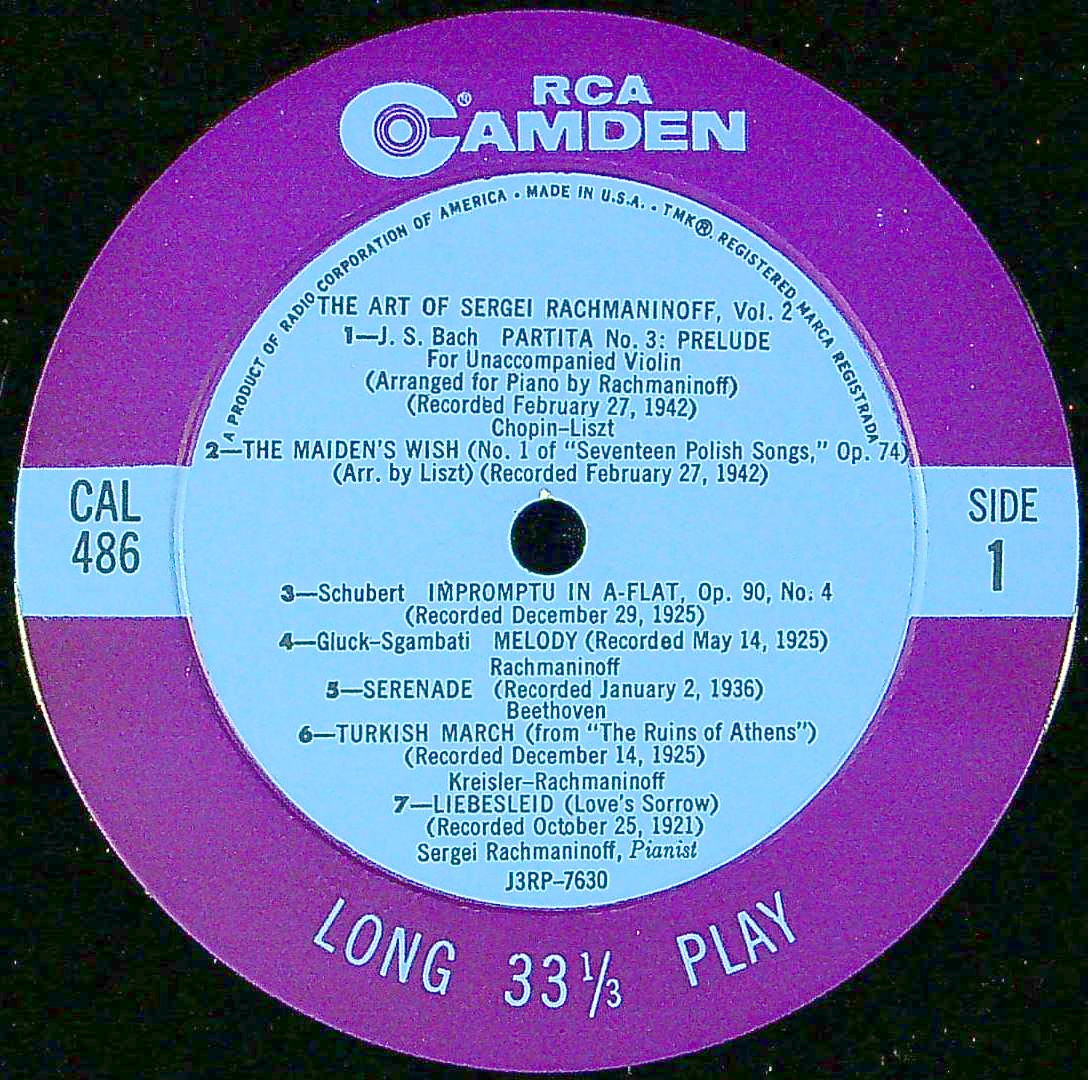 RCA
CAMDEN®
A PRODUCT OF RADIO CORPORATION OF AMERICA • MADE IN U.S.A. • TMK®. REGISTERED MARCA REGISTRADA
THE ART OF SERGEI RACHMANINOFF, Vol. 2
1—J. S. Bach PARTITA No. 3: PRELUDE
For Unaccompanied Violin
(Arranged for Piano by Rachmaninoff)
(Recorded February 27, 1942)
Chopin–Liszt
2—THE MAIDEN'S WISH (No. 1 of "Seventeen Polish Songs," Op. 74)
(Arr. by Liszt) (Recorded February 27, 1942)
CAL
486
SIDE
1
3—Schubert IMPROMPTU IN A-FLAT, Op. 90, No. 4
(Recorded December 29, 1925)
4—Gluck–Sgambati MELODY (Recorded May 14, 1925)
Rachmaninoff
5—SERENADE (Recorded January 2, 1936)
Beethoven
6—TURKISH MARCH (from "The Ruins of Athens")
(Recorded December 14, 1925)
Kreisler–Rachmaninoff
7—LIEBESLEID (Love's Sorrow)
(Recorded October 25, 1921)
Sergei Rachmaninoff, Pianist
J3RP–7630
LONG 33 1/3 PLAY